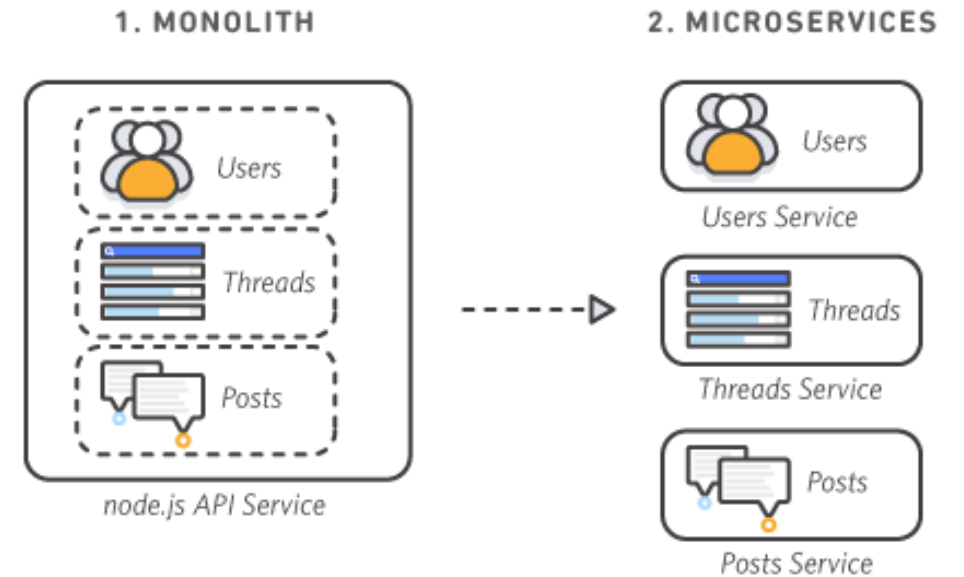 1. MONOLITH
Users
Threads
Posts
node.js API Service
2. MICROSERVICES
Users
Users Service
Threads
Threads Service
Posts
Posts Service